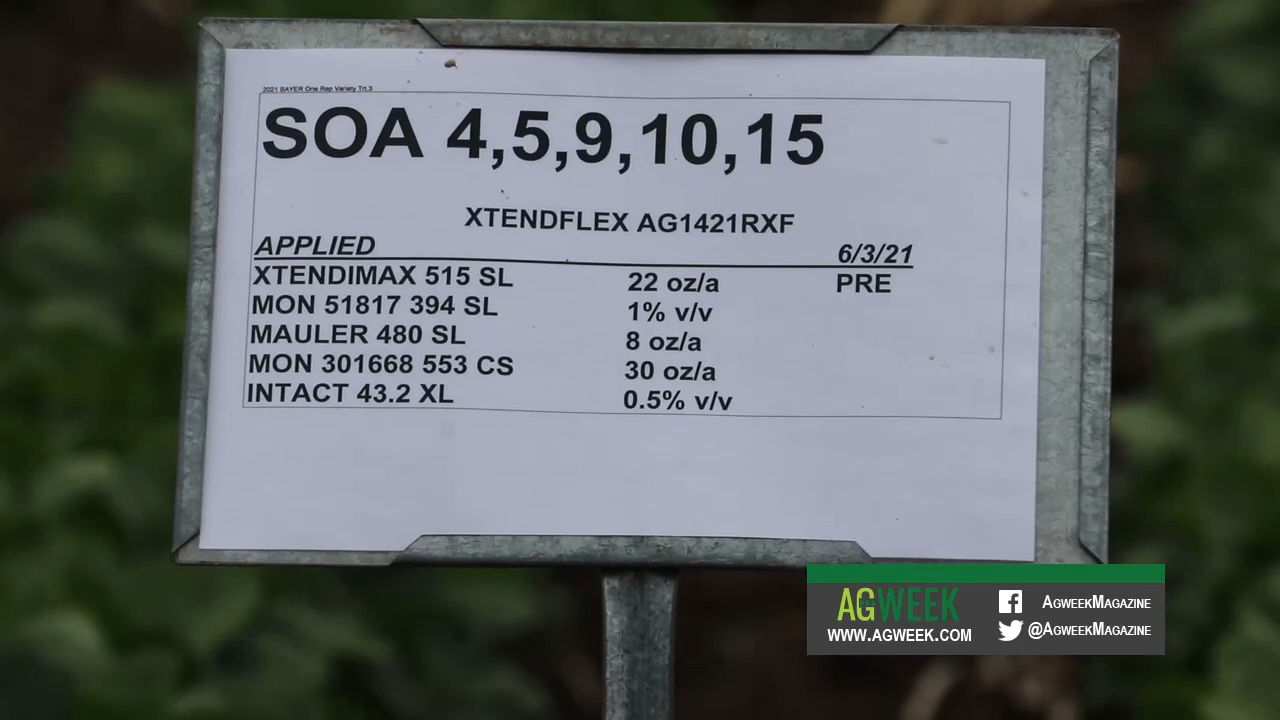 2021 BAYER One Rep Variety Trt.3
SOA 4,5,9,10,15
XTENDFLEX AG1421RXF
APPLIED 6/3/21
XTENDIMAX 515 SL 22 oz/a PRE
MON 51817 394 SL 1% v/v
MAULER 480 SL 8 oz/a
MON 301668 553 CS 30 oz/a
INTACT 43.2 XL 0.5% v/v
AGWEEK
WWW.AGWEEK.COM
AGWEEKMAGAZINE
@AGWEEKMAGAZINE